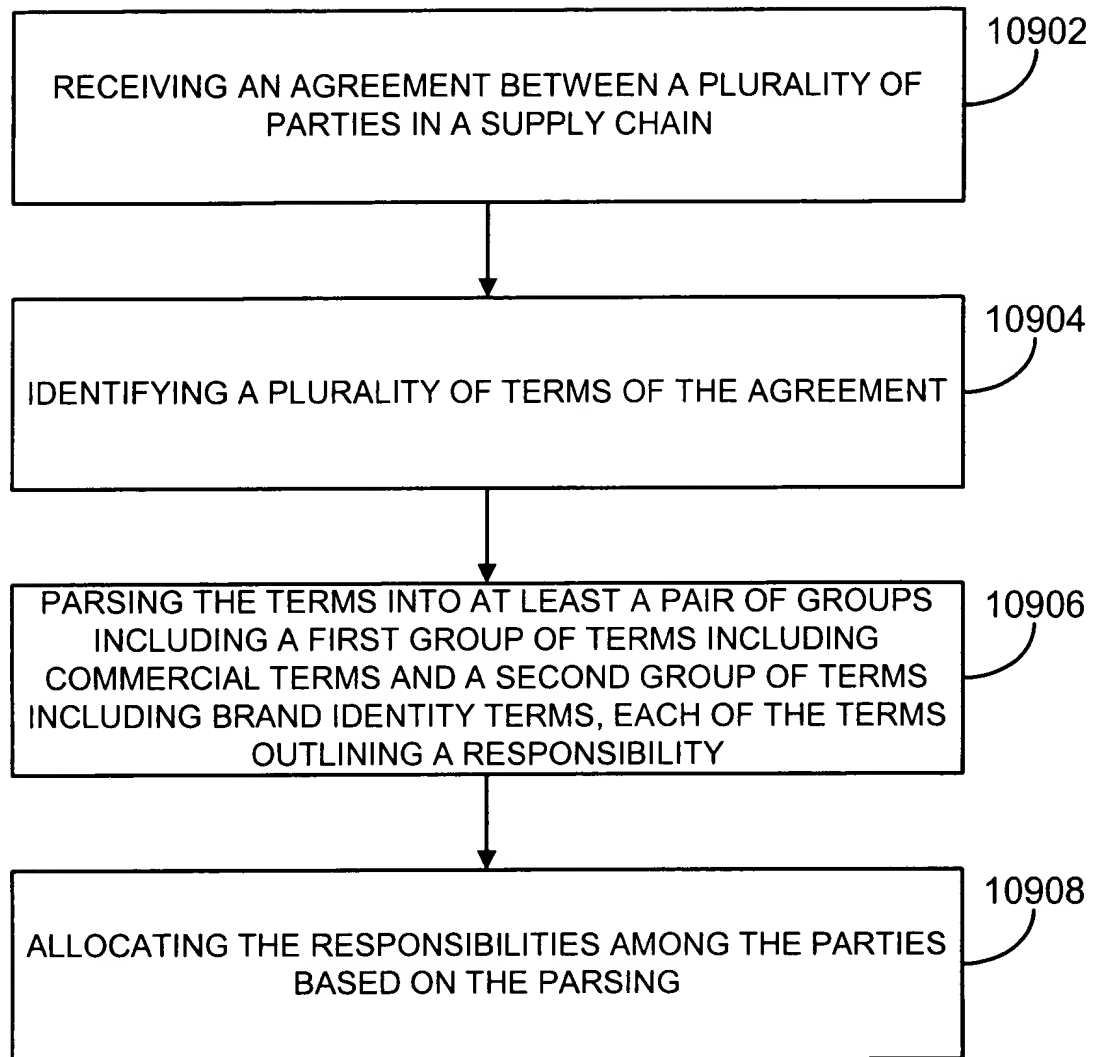 10902
RECEIVING AN AGREEMENT BETWEEN A PLURALITY OF
PARTIES IN A SUPPLY CHAIN
10904
IDENTIFYING A PLURALITY OF TERMS OF THE AGREEMENT
10906
PARSING THE TERMS INTO AT LEAST A PAIR OF GROUPS
INCLUDING A FIRST GROUP OF TERMS INCLUDING
COMMERCIAL TERMS AND A SECOND GROUP OF TERMS
INCLUDING BRAND IDENTITY TERMS, EACH OF THE TERMS
OUTLINING A RESPONSIBILITY
10908
ALLOCATING THE RESPONSIBILITIES AMONG THE PARTIES
BASED ON THE PARSING